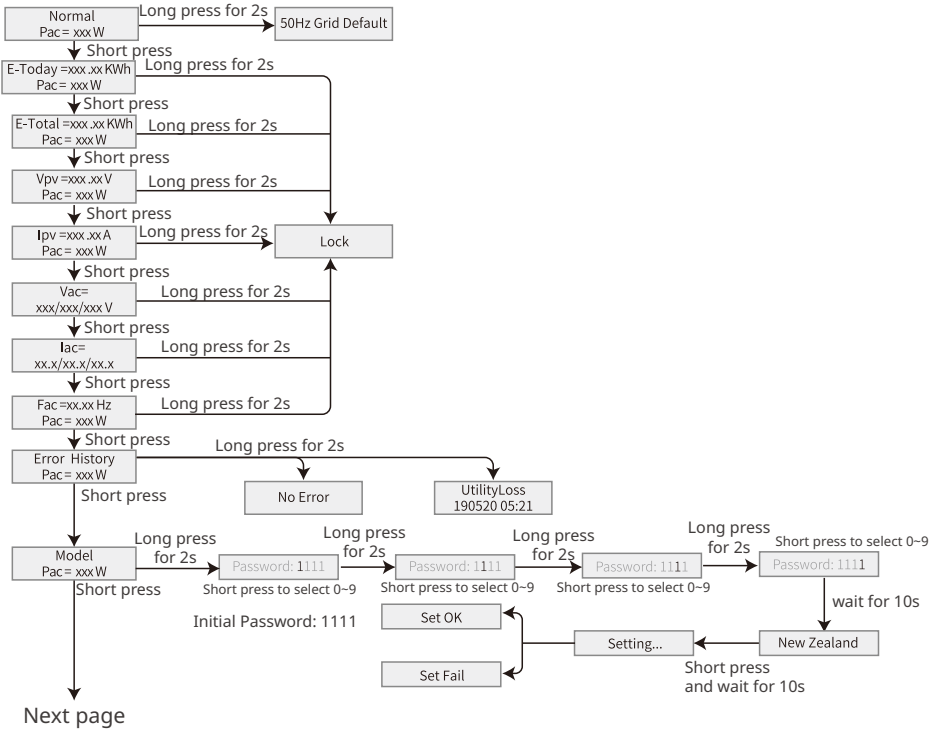 Normal
Pac= xxx W
Long press for 2s
50Hz Grid Default
Short press
E-Today =xxx.xx KWh
Pac= xxx W
Long press for 2s
Short press
E-Total =xxx.xx KWh
Pac= xxx W
Long press for 2s
Short press
Vpv =xxx.xx V
Pac= xxx W
Long press for 2s
Short press
Ipv =xxx.xx A
Pac= xxx W
Long press for 2s
Lock
Short press
Vac=
xxx/xxx/xxx V
Long press for 2s
Short press
Iac=
xx.x/xx.x/xx.x
Long press for 2s
Short press
Fac =xx.xx Hz
Pac= xxx W
Long press for 2s
Short press
Error History
Pac= xxx W
Long press for 2s
No Error
UtilityLoss
190520 05:21
Short press
Model
Pac= xxx W
Long press
for 2s
Password: 1111
Short press to select 0~9
Long press
for 2s
Password: 1111
Short press to select 0~9
Long press
for 2s
Password: 1111
Short press to select 0~9
Long press
for 2s
Short press to select 0~9
Password: 1111
Short press
Initial Password: 1111
wait for 10s
New Zealand
Short press
and wait for 10s
Setting...
Set OK
Set Fail
Next page